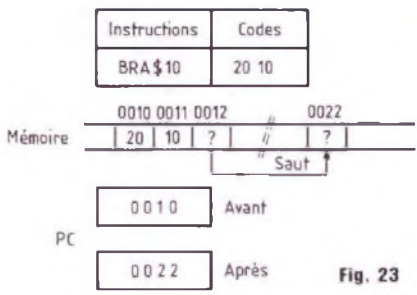 Instructions Codes
BRA$10 20 10
0010 0011 0012 0022
Mémoire 20 10 ? // ?
Saut
0010 Avant
PC
0022 Après
Fig. 23